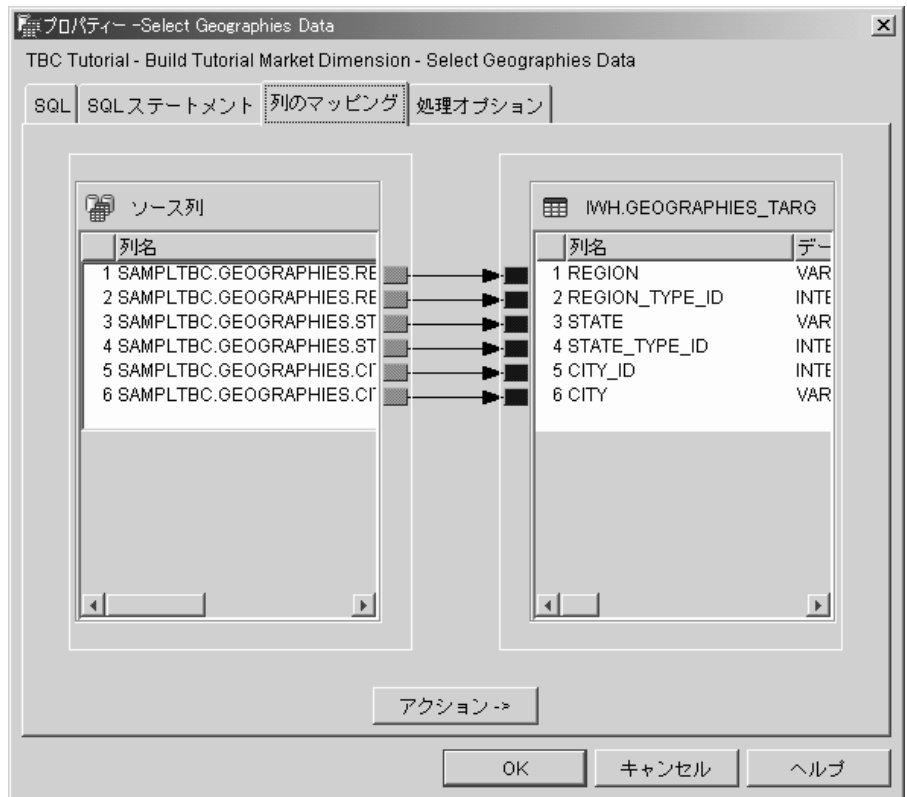 プロパティー -Select Geographies Data
TBC Tutorial - Build Tutorial Market Dimension - Select Geographies Data
SQL SQLステートメント 列のマッピング 処理オプション
ソース列
列名
1 SAMPLTBC.GEOGRAPHIES.RE
2 SAMPLTBC.GEOGRAPHIES.RE
3 SAMPLTBC.GEOGRAPHIES.ST
4 SAMPLTBC.GEOGRAPHIES.ST
5 SAMPLTBC.GEOGRAPHIES.CI
6 SAMPLTBC.GEOGRAPHIES.CI
IWH.GEOGRAPHIES_TARG
列名 デー
1 REGION VAR
2 REGION_TYPE_ID INTE
3 STATE VAR
4 STATE_TYPE_ID INTE
5 CITY_ID INTE
6 CITY VAR
アクション ->
OK キャンセル ヘルプ